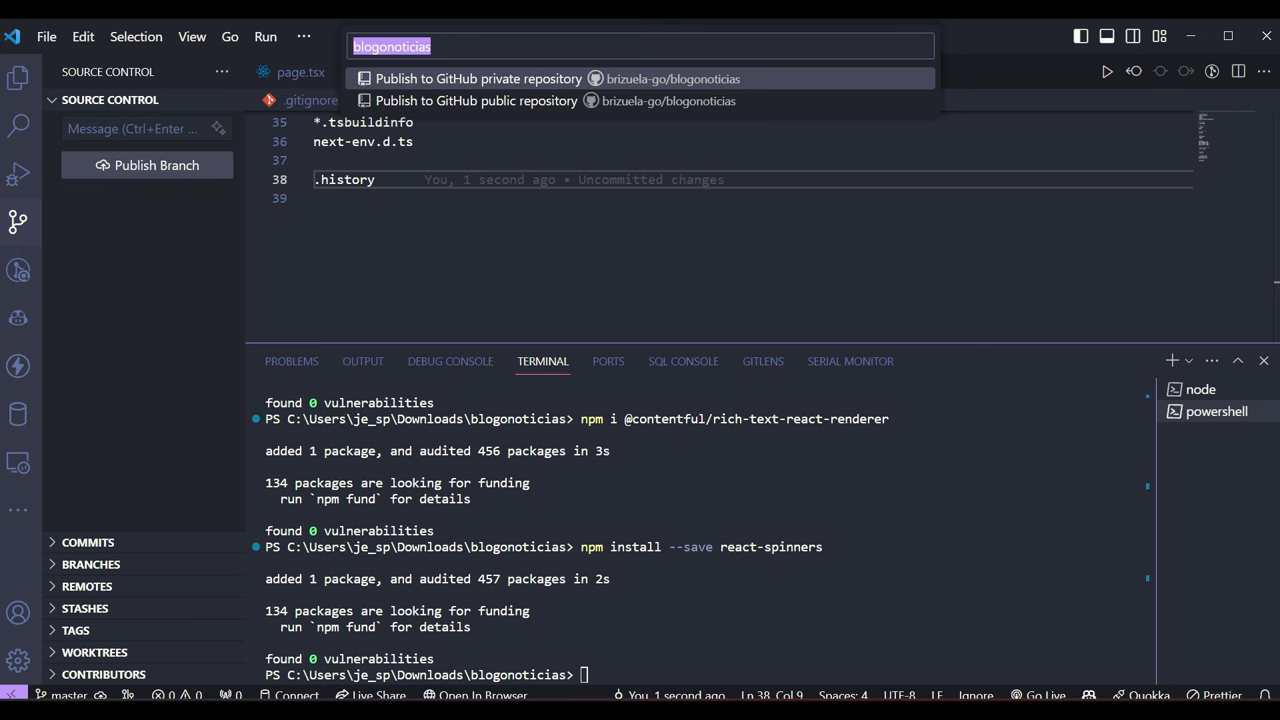 File Edit Selection View Go Run ···
blogonoticias
Publish to GitHub private repository brizuela-go/blogonoticias
Publish to GitHub public repository brizuela-go/blogonoticias
SOURCE CONTROL ···
page.tsx
SOURCE CONTROL
.gitignore
Message (Ctrl+Enter ...
Publish Branch
35 *.tsbuildinfo
36 next-env.d.ts
37
38 .history You, 1 second ago • Uncommitted changes
39
PROBLEMS OUTPUT DEBUG CONSOLE TERMINAL PORTS SQL CONSOLE GITLENS SERIAL MONITOR
node
powershell
found 0 vulnerabilities
PS C:\Users\je_sp\Downloads\blogonoticias> npm i @contentful/rich-text-react-renderer
added 1 package, and audited 456 packages in 3s
134 packages are looking for funding
run `npm fund` for details
found 0 vulnerabilities
PS C:\Users\je_sp\Downloads\blogonoticias> npm install --save react-spinners
added 1 package, and audited 457 packages in 2s
134 packages are looking for funding
run `npm fund` for details
found 0 vulnerabilities
PS C:\Users\je_sp\Downloads\blogonoticias>
COMMITS
BRANCHES
REMOTES
STASHES
TAGS
WORKTREES
CONTRIBUTORS
master 0 0 0 Connect Live Share Open In Browser You, 1 second ago Ln 38, Col 9 Spaces: 4 UTF-8 LF Ignore Go Live Quokka Prettier